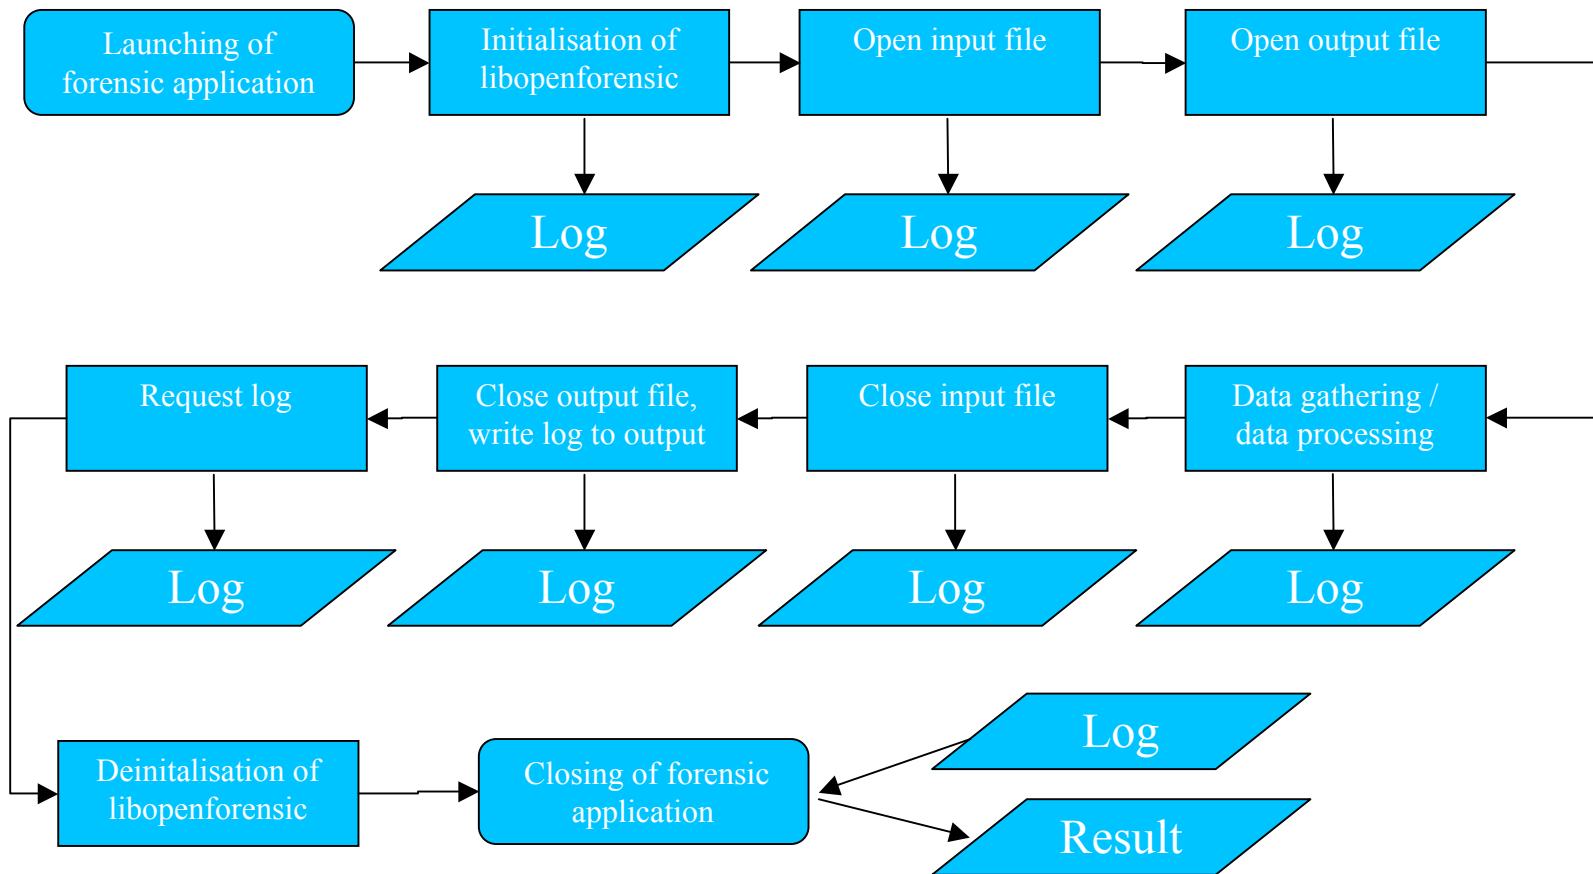 Launching of
forensic application
Initialisation of
libopenforensic
Open input file
Open output file
Log
Log
Log
Request log
Close output file,
write log to output
Close input file
Data gathering /
data processing
Log
Log
Log
Log
Deinitalisation of
libopenforensic
Closing of forensic
application
Log
Result